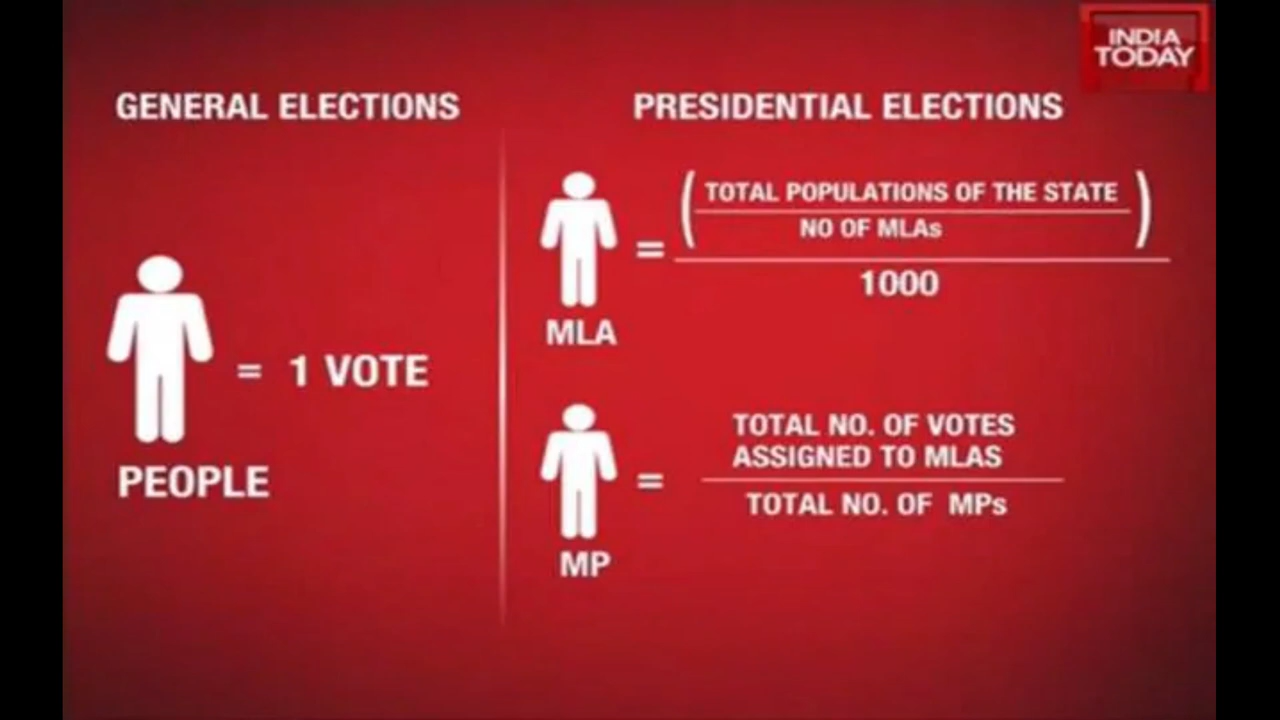 INDIA
TODAY
GENERAL ELECTIONS
= 1 VOTE
PEOPLE
PRESIDENTIAL ELECTIONS
MLA
=
( TOTAL POPULATIONS OF THE STATE )
NO OF MLAs
1000
MP
=
TOTAL NO. OF VOTES
ASSIGNED TO MLAS
TOTAL NO. OF MPs